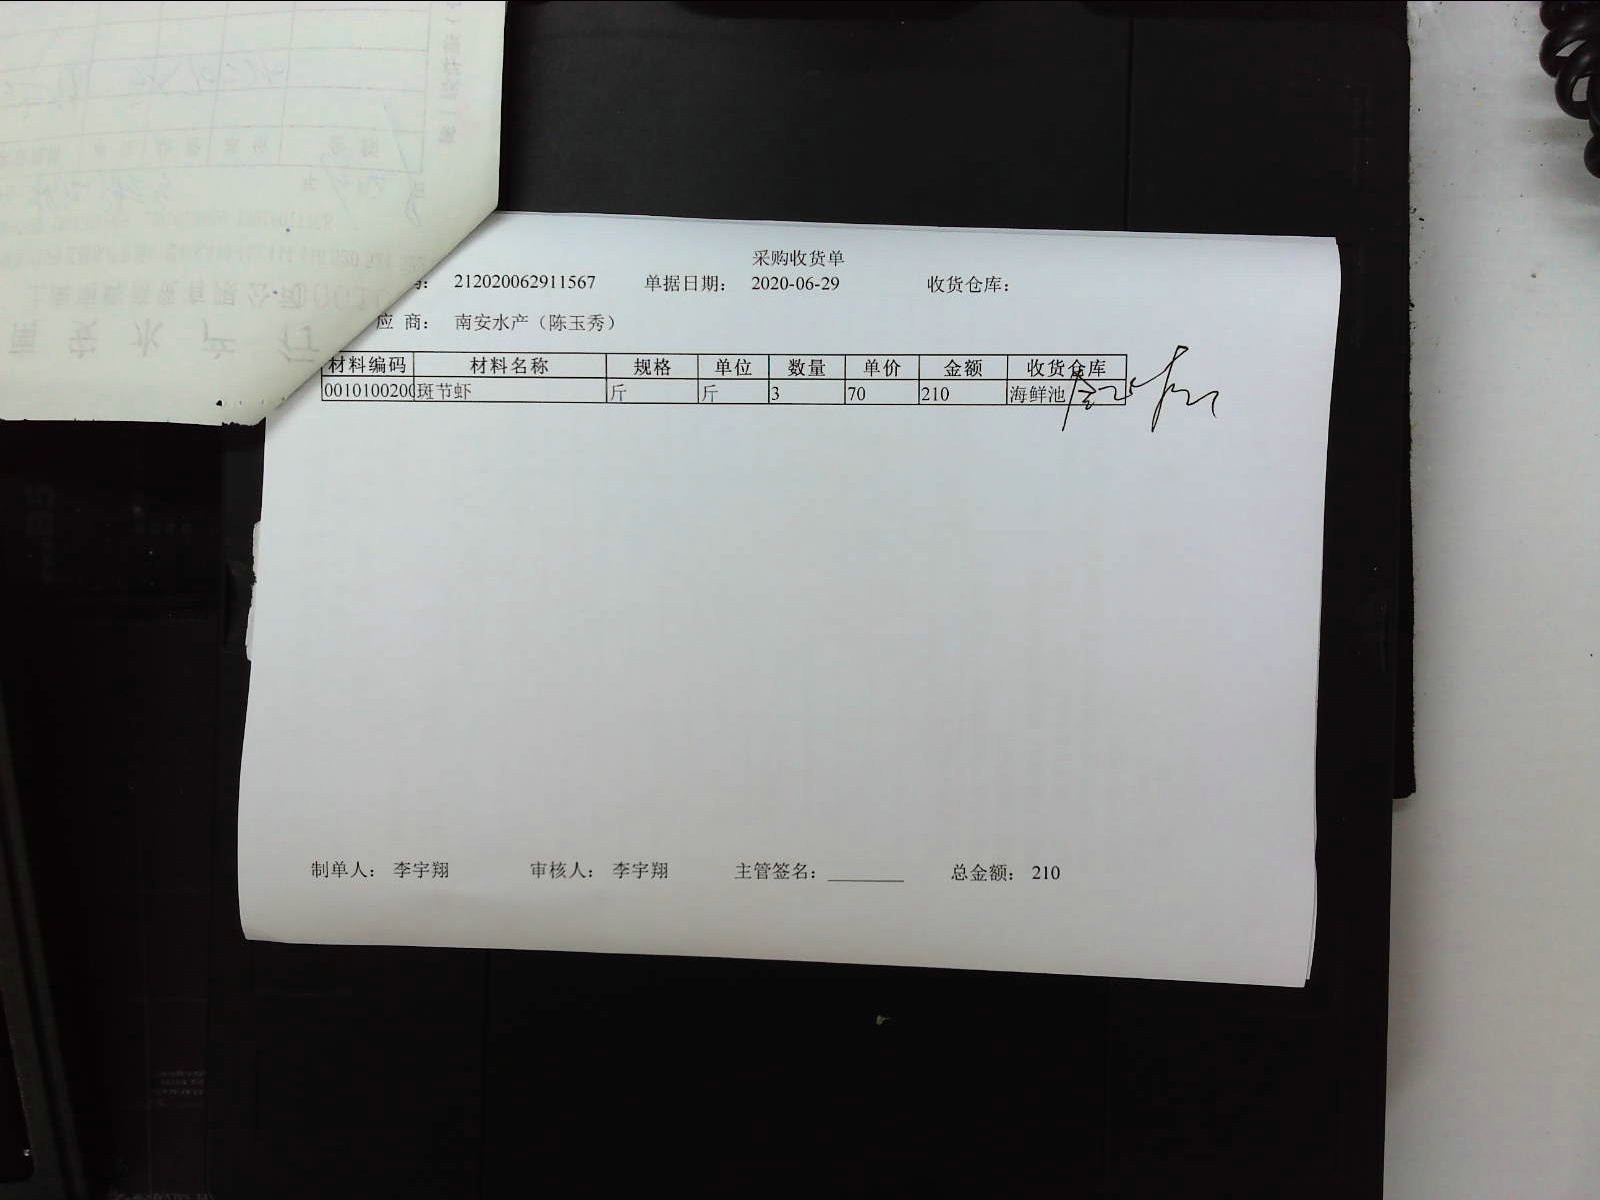 采购收货单
212020062911567 单据日期： 2020-06-29 收货仓库：
应 商： 南安水产（陈玉秀）
材料编码 材料名称 规格 单位 数量 单价 金额 收货仓库
0010100200 斑节虾 斤 斤 3 70 210 海鲜池
制单人： 李宇翔 审核人： 李宇翔 主管签名：________ 总金额： 210